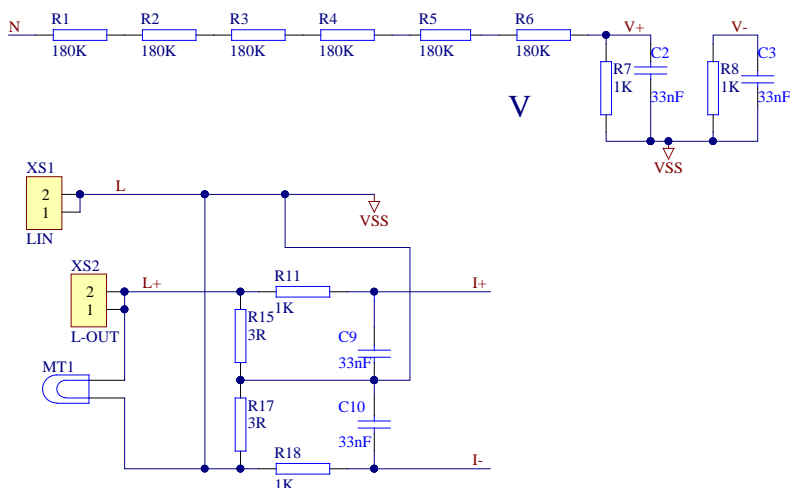 N R1 R2 R3 R4 R5 R6 V+ V-
180K 180K 180K 180K 180K 180K
C2 C3
R7 R8
1K 1K
33nF 33nF
V
VSS
XS1
L
2
1
VSS
LIN
XS2
L+ R11 I+
2
1
1K
R15
3R
L-OUT
C9
33nF
MT1
R17
3R
C10
33nF
R18 I-
1K